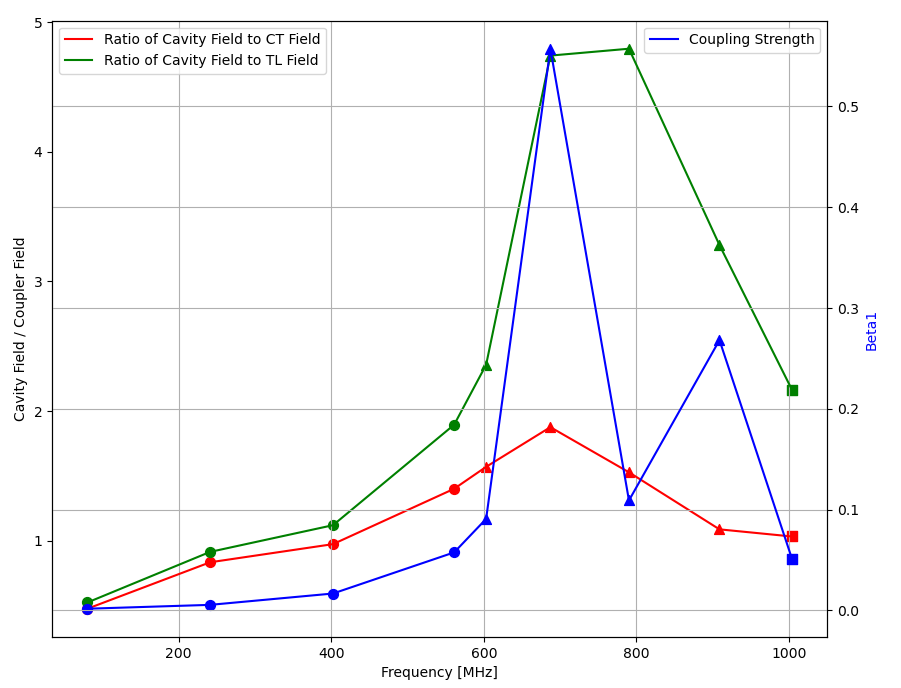 Ratio of Cavity Field to CT Field
Ratio of Cavity Field to TL Field
Coupling Strength
5
4
3
2
1
Cavity Field / Coupler Field
0.5
0.4
0.3
0.2
0.1
0.0
Beta1
200
400
600
800
1000
Frequency [MHz]